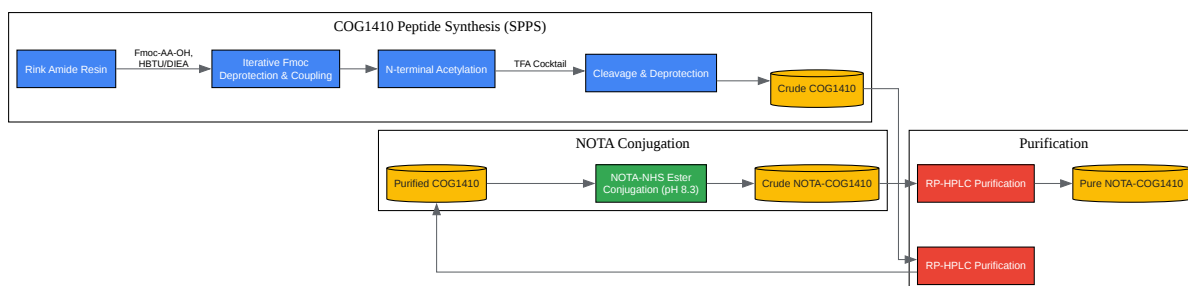 COG1410 Peptide Synthesis (SPPS)
Rink Amide Resin
Fmoc-AA-OH,
HBTU/DIEA
Iterative Fmoc
Deprotection & Coupling
N-terminal Acetylation
TFA Cocktail
Cleavage & Deprotection
Crude COG1410
NOTA Conjugation
Purified COG1410
NOTA-NHS Ester
Conjugation (pH 8.3)
Crude NOTA-COG1410
Purification
RP-HPLC Purification
Pure NOTA-COG1410
RP-HPLC Purification